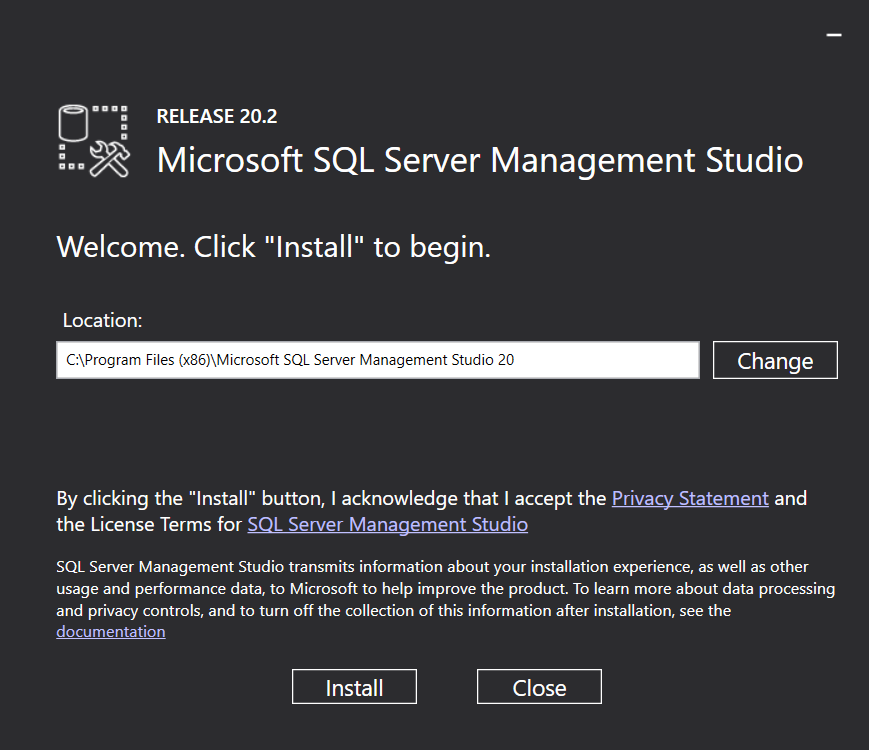 RELEASE 20.2
Microsoft SQL Server Management Studio
Welcome. Click "Install" to begin.
Location:
C:\Program Files (x86)\Microsoft SQL Server Management Studio 20
Change
By clicking the "Install" button, I acknowledge that I accept the Privacy Statement and
the License Terms for SQL Server Management Studio
SQL Server Management Studio transmits information about your installation experience, as well as other
usage and performance data, to Microsoft to help improve the product. To learn more about data processing
and privacy controls, and to turn off the collection of this information after installation, see the
documentation
Install
Close